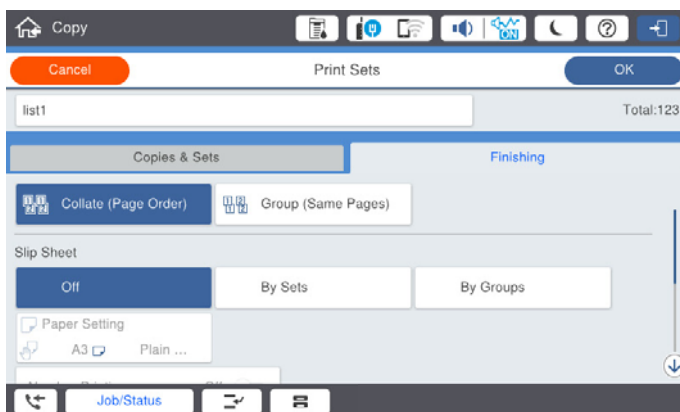 Copy
ON
Cancel
Print Sets
OK
list1
Total:123
Copies & Sets
Finishing
Collate (Page Order)
Group (Same Pages)
Slip Sheet
Off
By Sets
By Groups
Paper Setting
A3
Plain ...
Job/Status